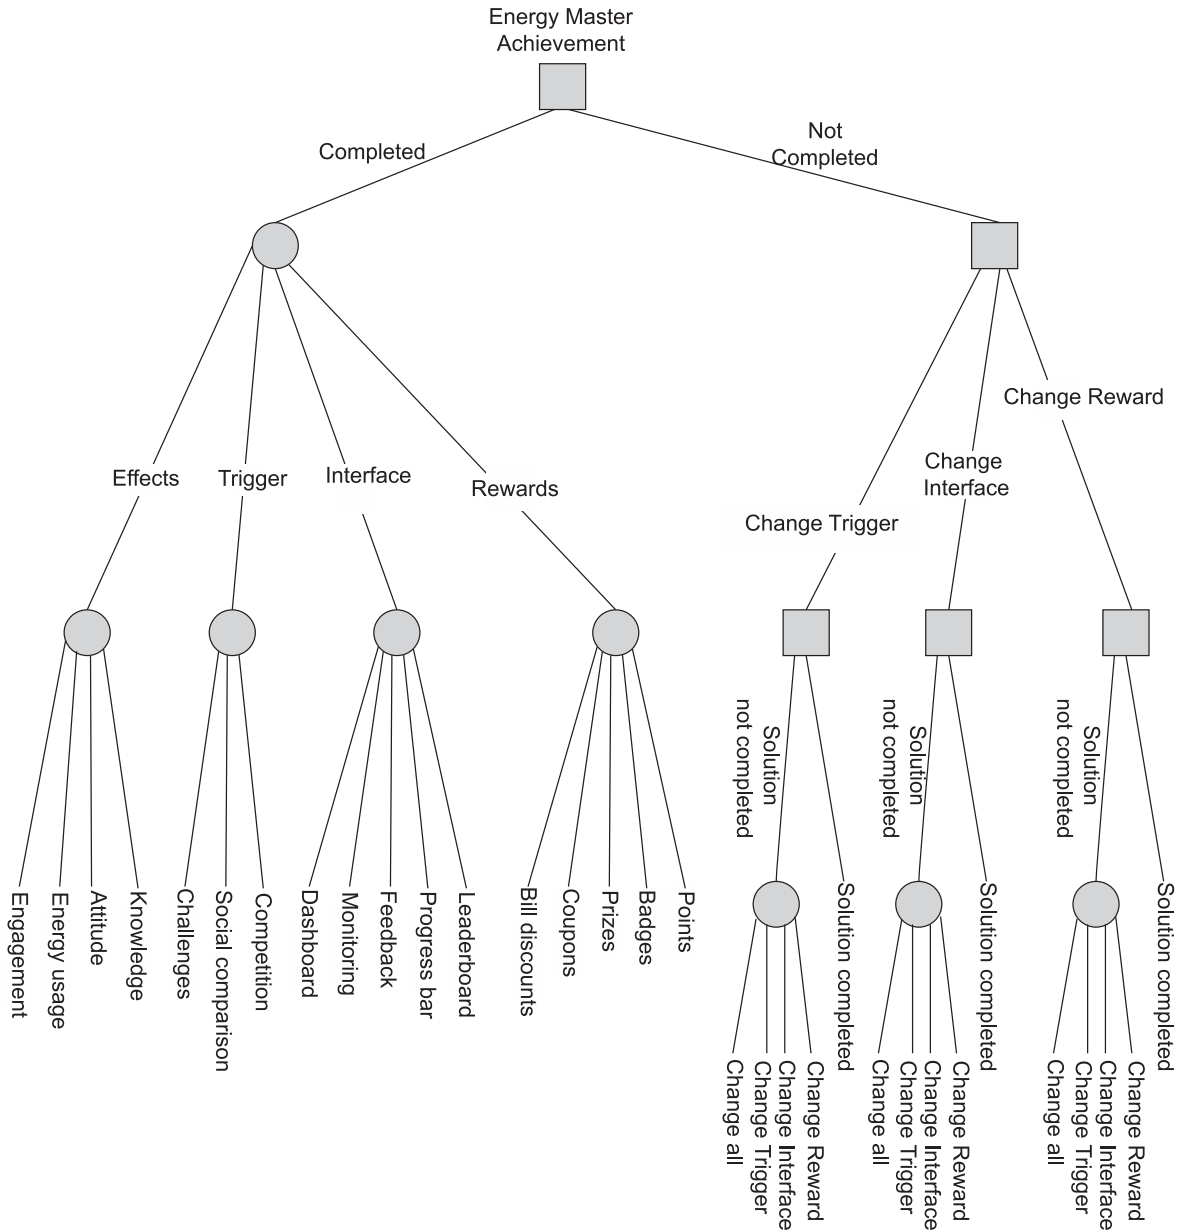 Energy Master
Achievement
Completed
Not
Completed
Effects
Trigger
Interface
Rewards
Change Trigger
Change
Interface
Change Reward
Engagement
Energy usage
Attitude
Knowledge
Challenges
Social comparison
Competition
Dashboard
Monitoring
Feedback
Progress bar
Leaderboard
Bill discounts
Coupons
Prizes
Badges
Points
Solution
not completed
Solution completed
Change all
Change Trigger
Change Interface
Change Reward
Solution
not completed
Solution completed
Change all
Change Trigger
Change Interface
Change Reward
Solution
not completed
Solution completed
Change all
Change Trigger
Change Interface
Change Reward